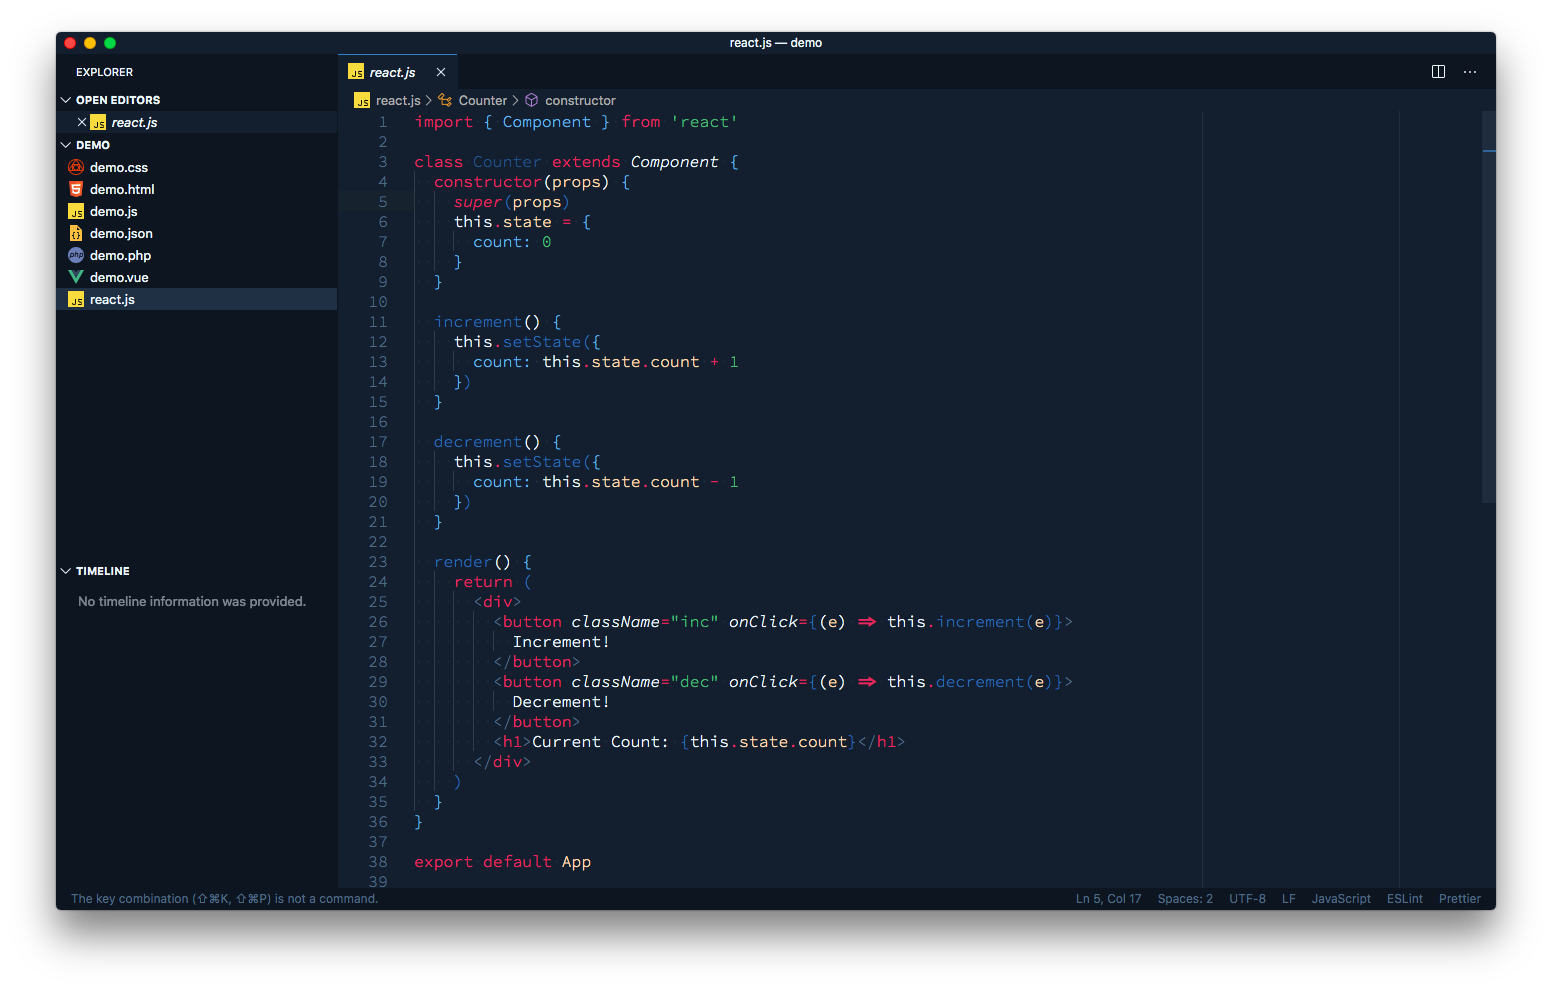 react.js — demo
EXPLORER
OPEN EDITORS
JS react.js
DEMO
demo.css
demo.html
JS demo.js
demo.json
php demo.php
demo.vue
JS react.js
TIMELINE
No timeline information was provided.
JS react.js
JS react.js > Counter > constructor
1 import { Component } from 'react'
2
3 class Counter extends Component {
4 constructor(props) {
5 super(props)
6 this.state = {
7 count: 0
8 }
9 }
10
11 increment() {
12 this.setState({
13 count: this.state.count + 1
14 })
15 }
16
17 decrement() {
18 this.setState({
19 count: this.state.count - 1
20 })
21 }
22
23 render() {
24 return (
25 <div>
26 <button className="inc" onClick={(e) => this.increment(e)}>
27 Increment!
28 </button>
29 <button className="dec" onClick={(e) => this.decrement(e)}>
30 Decrement!
31 </button>
32 <h1>Current Count: {this.state.count}</h1>
33 </div>
34 )
35 }
36 }
37
38 export default App
39
The key combination (⇧⌘K, ⇧⌘P) is not a command.
Ln 5, Col 17 Spaces: 2 UTF-8 LF JavaScript ESLint Prettier